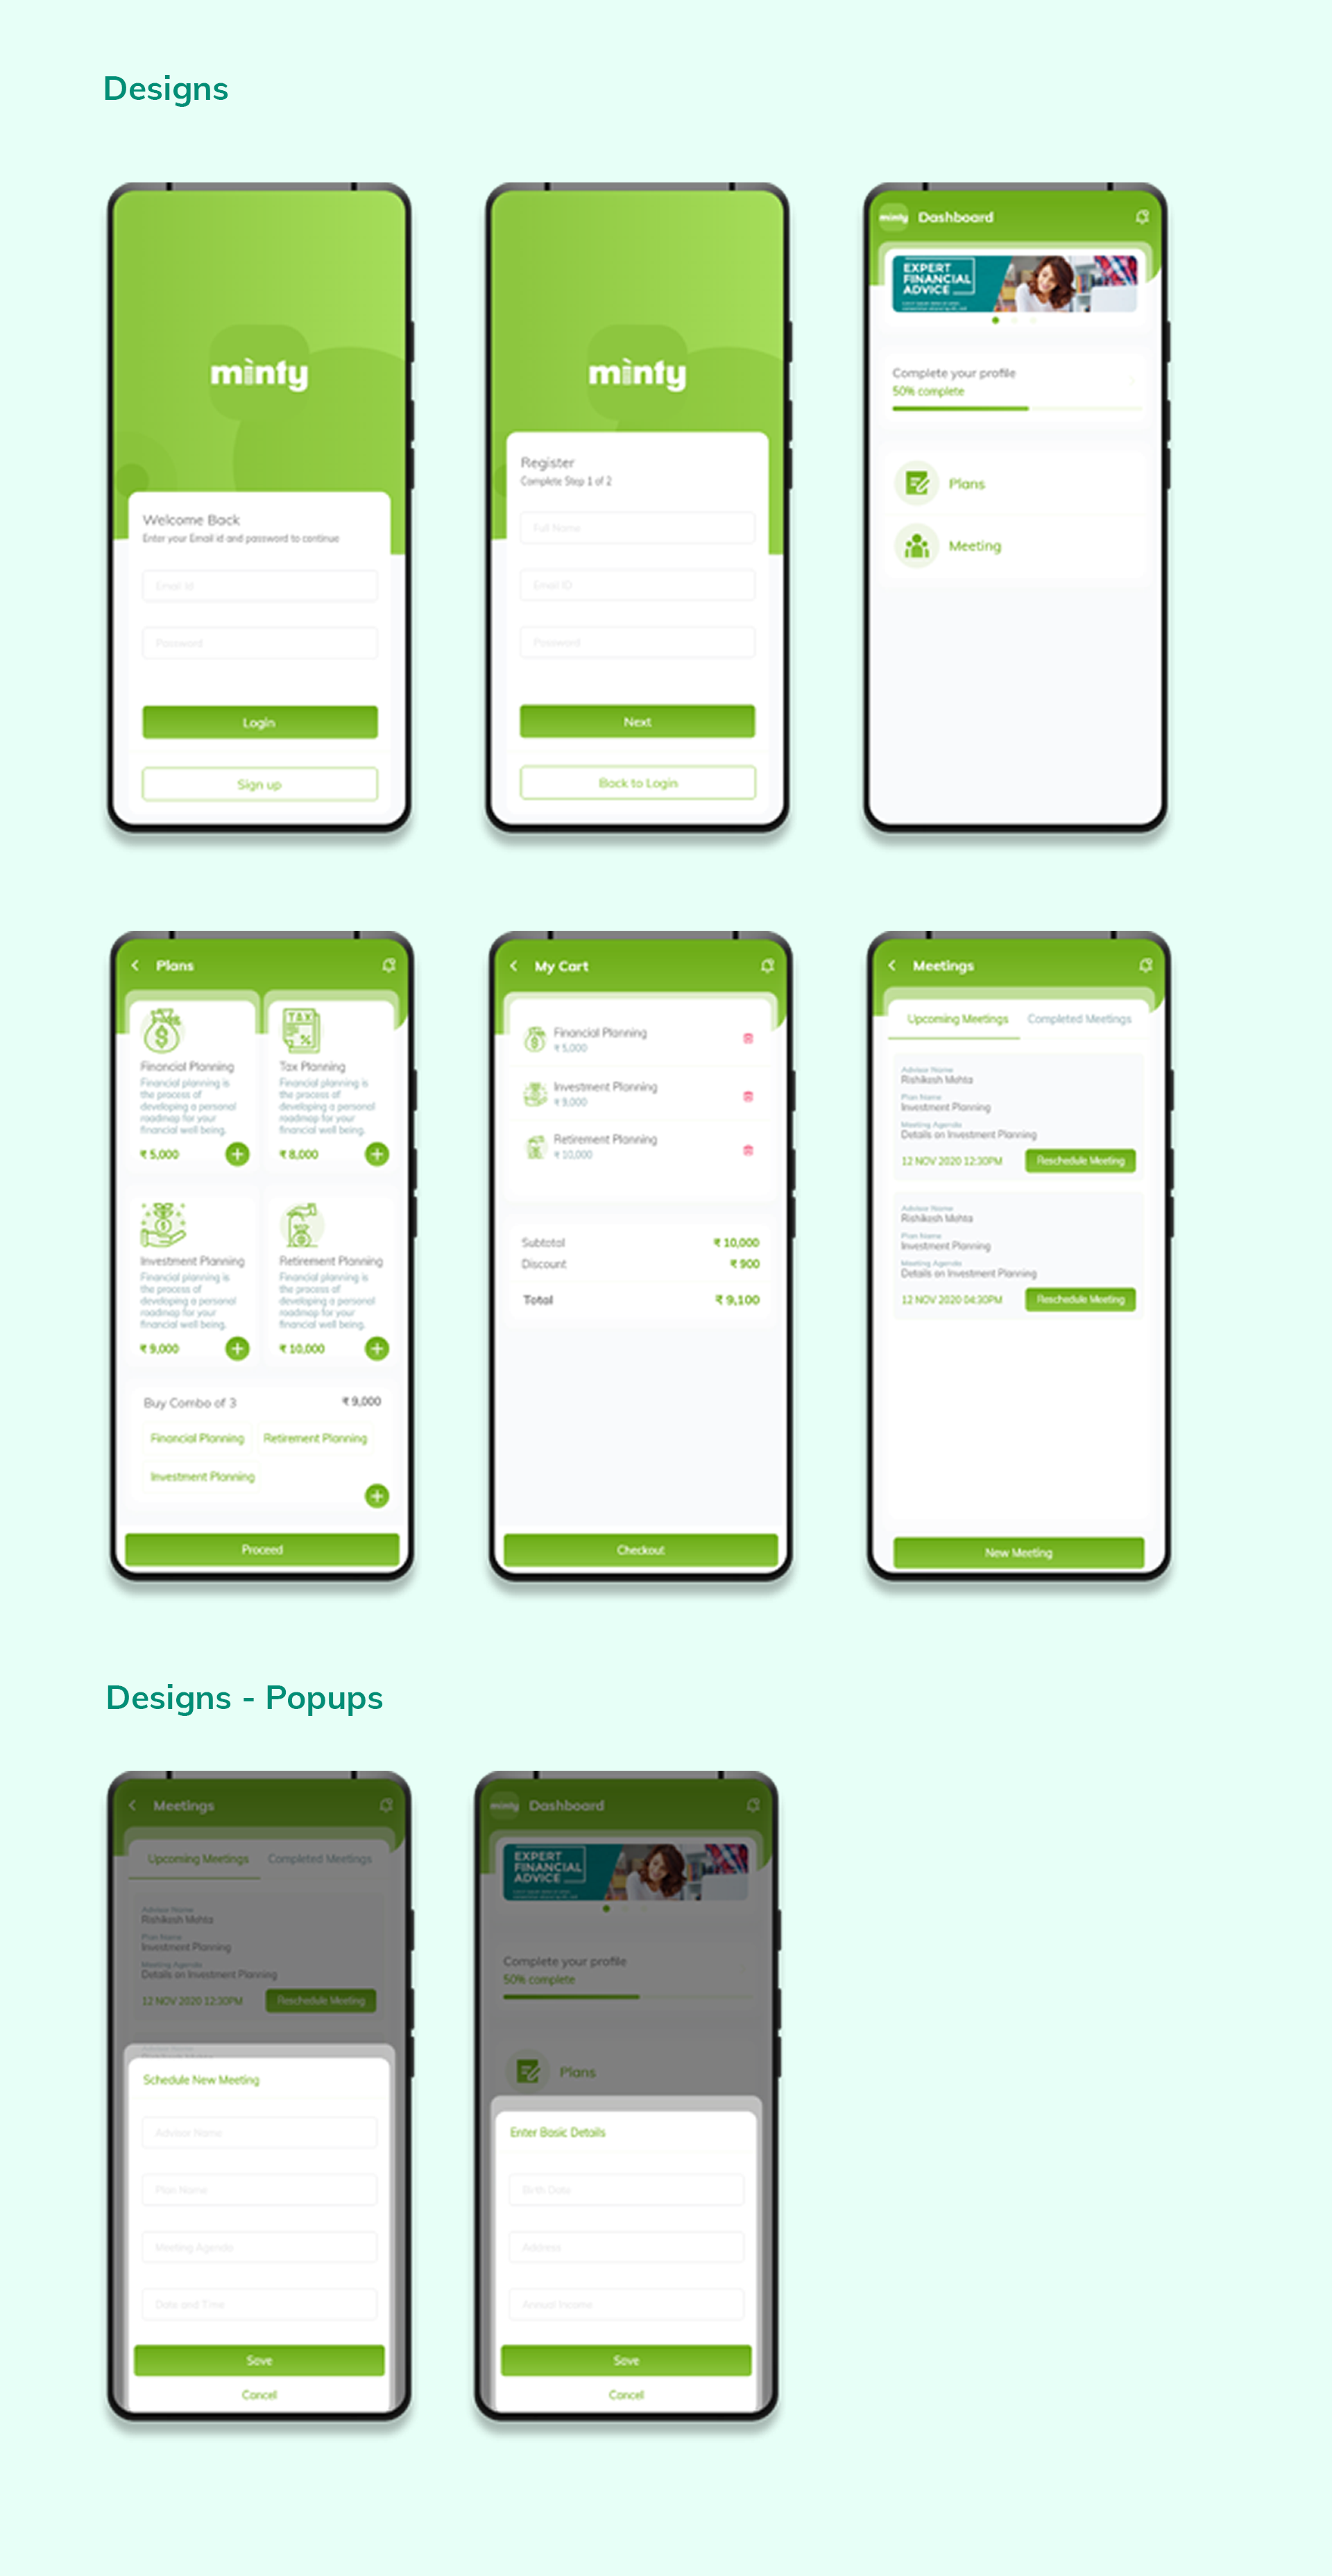 Designs
minty
Welcome Back
Enter your Email id and password to continue
Email Id
Password
Login
Sign up
minty
Register
Complete Step 1 of 2
Full Name
Email ID
Password
Next
Back to Login
minty
Dashboard
EXPERT
FINANCIAL
ADVICE
Complete your profile
50% complete
Plans
Meeting
Plans
Financial Planning
Financial planning is
the process of
developing a personal
roadmap for your
financial well being.
₹ 5,000
TAX
Tax Planning
Financial planning is
the process of
developing a personal
roadmap for your
financial well being.
₹ 8,000
Investment Planning
Financial planning is
the process of
developing a personal
roadmap for your
financial well being.
₹ 9,000
Retirement Planning
Financial planning is
the process of
developing a personal
roadmap for your
financial well being.
₹ 10,000
Buy Combo of 3
₹ 9,000
Financial Planning
Retirement Planning
Investment Planning
Proceed
My Cart
Financial Planning
₹ 5,000
Investment Planning
₹ 9,000
Retirement Planning
₹ 10,000
Subtotal ₹ 10,000
Discount ₹ 900
Total ₹ 9,100
Checkout
Meetings
Upcoming Meetings
Completed Meetings
Advisor Name
Rishikesh Mehta
Plan Name
Investment Planning
Meeting Agenda
Details on Investment Planning
12 NOV 2020 12:30PM
Reschedule Meeting
Advisor Name
Rishikesh Mehta
Plan Name
Investment Planning
Meeting Agenda
Details on Investment Planning
12 NOV 2020 04:30PM
Reschedule Meeting
New Meeting
Designs - Popups
Meetings
Upcoming Meetings
Completed Meetings
Advisor Name
Rishikesh Mehta
Plan Name
Investment Planning
Meeting Agenda
Details on Investment Planning
12 NOV 2020 12:30PM
Reschedule Meeting
Schedule New Meeting
Advisor Name
Plan Name
Meeting Agenda
Date and Time
Save
Cancel
minty
Dashboard
EXPERT
FINANCIAL
ADVICE
Complete your profile
50% complete
Plans
Enter Basic Details
Birth Date
Address
Annual Income
Save
Cancel